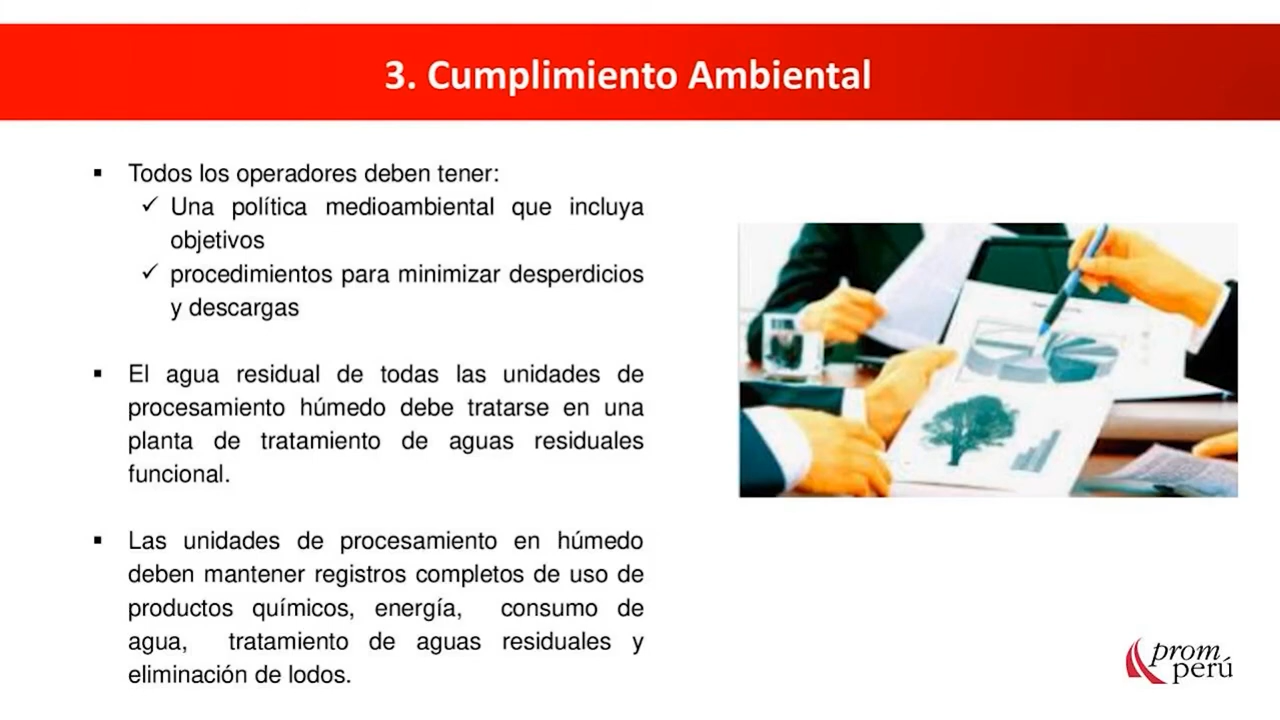 3. Cumplimiento Ambiental
▪ Todos los operadores deben tener:
✓ Una política medioambiental que incluya
objetivos
✓ procedimientos para minimizar desperdicios
y descargas
▪ El agua residual de todas las unidades de
procesamiento húmedo debe tratarse en una
planta de tratamiento de aguas residuales
funcional.
▪ Las unidades de procesamiento en húmedo
deben mantener registros completos de uso de
productos químicos, energía, consumo de
agua, tratamiento de aguas residuales y
eliminación de lodos.
prom
perú